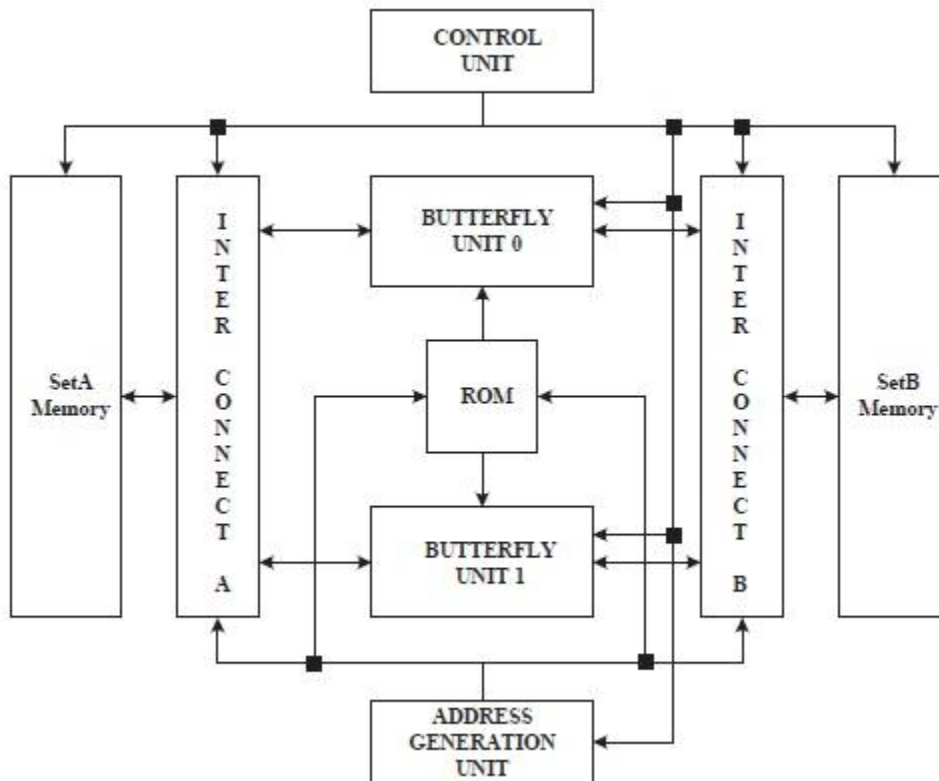 CONTROL
UNIT
SetA
Memory
I
N
T
E
R
C
O
N
N
E
C
T
A
BUTTERFLY
UNIT 0
ROM
BUTTERFLY
UNIT 1
I
N
T
E
R
C
O
N
N
E
C
T
B
SetB
Memory
ADDRESS
GENERATION
UNIT